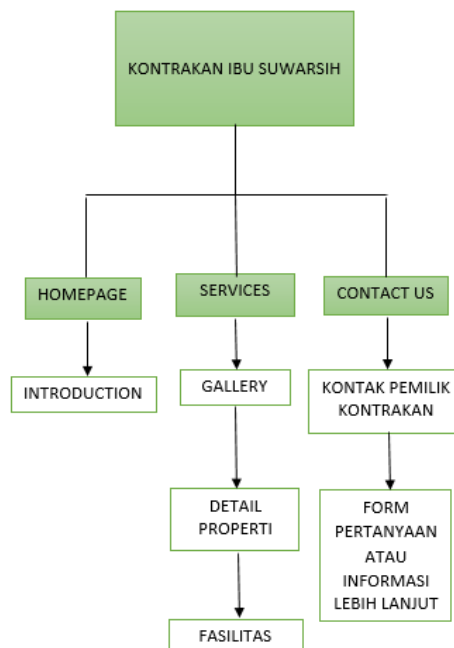 KONTRAKAN IBU SUWARSIH
HOMEPAGE
SERVICES
CONTACT US
INTRODUCTION
GALLERY
KONTAK PEMILIK
KONTRAKAN
DETAIL
PROPERTI
FORM
PERTANYAAN
ATAU
INFORMASI
LEBIH LANJUT
FASILITAS